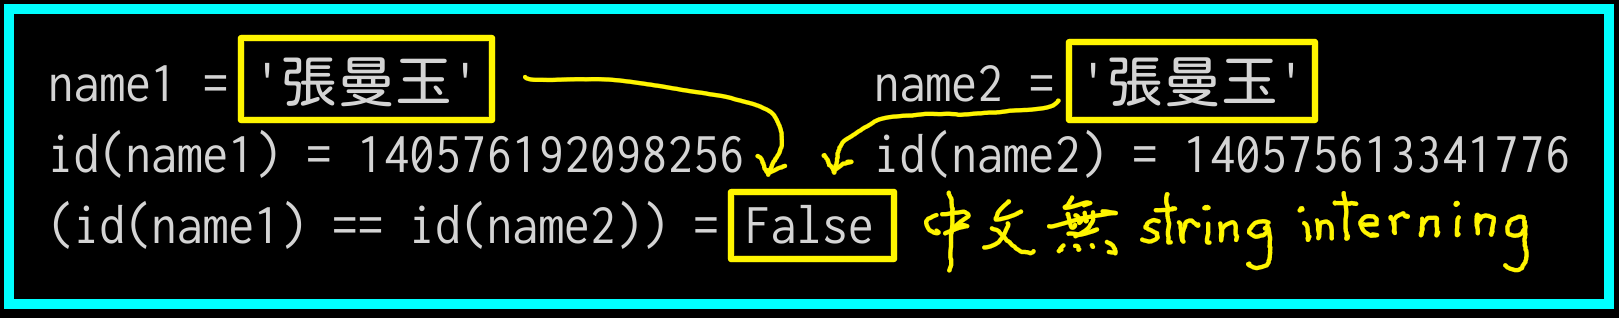 name1 = '張曼玉' name2 = '張曼玉'
id(name1) = 140576192098256 id(name2) = 140575613341776
(id(name1) == id(name2)) = False 中文無 string interning